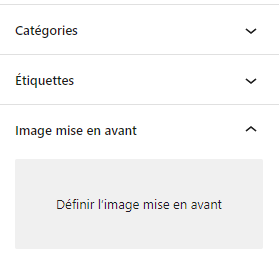 Catégories
Étiquettes
Image mise en avant
Définir l’image mise en avant